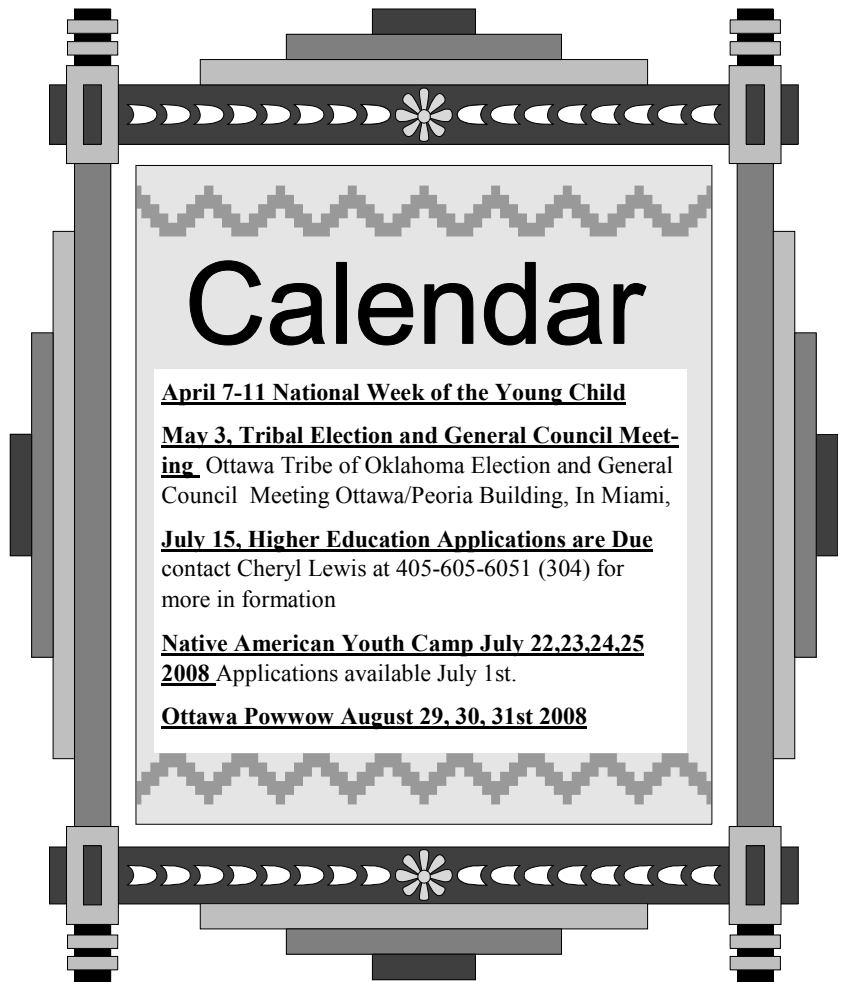 Calendar
April 7-11 National Week of the Young Child
May 3, Tribal Election and General Council Meet-
ing Ottawa Tribe of Oklahoma Election and General
Council Meeting Ottawa/Peoria Building, In Miami,
July 15, Higher Education Applications are Due
contact Cheryl Lewis at 405-605-6051 (304) for
more in formation
Native American Youth Camp July 22,23,24,25
2008 Applications available July 1st.
Ottawa Powwow August 29, 30, 31st 2008